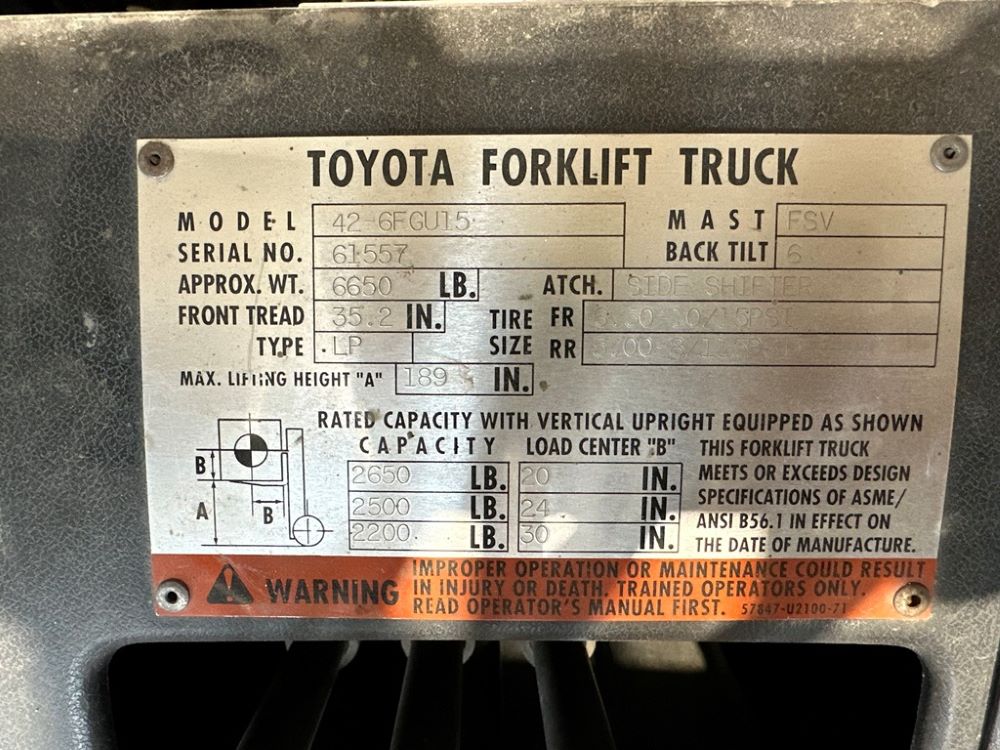 TOYOTA FORKLIFT TRUCK
MODEL 42-6FGU15 MAST FSV
SERIAL NO. 61557 BACK TILT 6
APPROX. WT. 6650 LB. ATCH. SIDE SHIFTER
FRONT TREAD 35.2 IN. TIRE FR
TYPE LP SIZE RR
MAX. LIFTING HEIGHT "A" 189 IN.
RATED CAPACITY WITH VERTICAL UPRIGHT EQUIPPED AS SHOWN
CAPACITY LOAD CENTER "B" THIS FORKLIFT TRUCK
B 2650 LB. 20 IN. MEETS OR EXCEEDS DESIGN
A B 2500 LB. 24 IN. SPECIFICATIONS OF ASME/
2200 LB. 30 IN. ANSI B56.1 IN EFFECT ON
THE DATE OF MANUFACTURE.
WARNING
IMPROPER OPERATION OR MAINTENANCE COULD RESULT
IN INJURY OR DEATH. TRAINED OPERATORS ONLY.
READ OPERATOR'S MANUAL FIRST. 57847-U2100-71